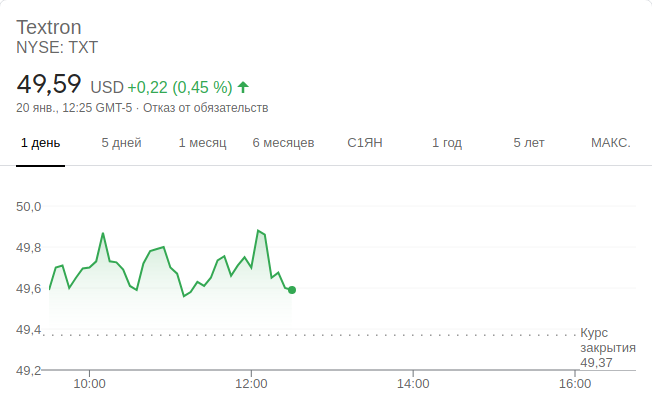 Textron
NYSE: TXT
49,59 USD +0,22 (0,45 %)
20 янв., 12:25 GMT-5 · Отказ от обязательств
1 день 5 дней 1 месяц 6 месяцев С1ЯН 1 год 5 лет МАКС.
50,0
49,8
49,6
49,4
Курс
закрытия
49,37
49,2
10:00 12:00 14:00 16:00